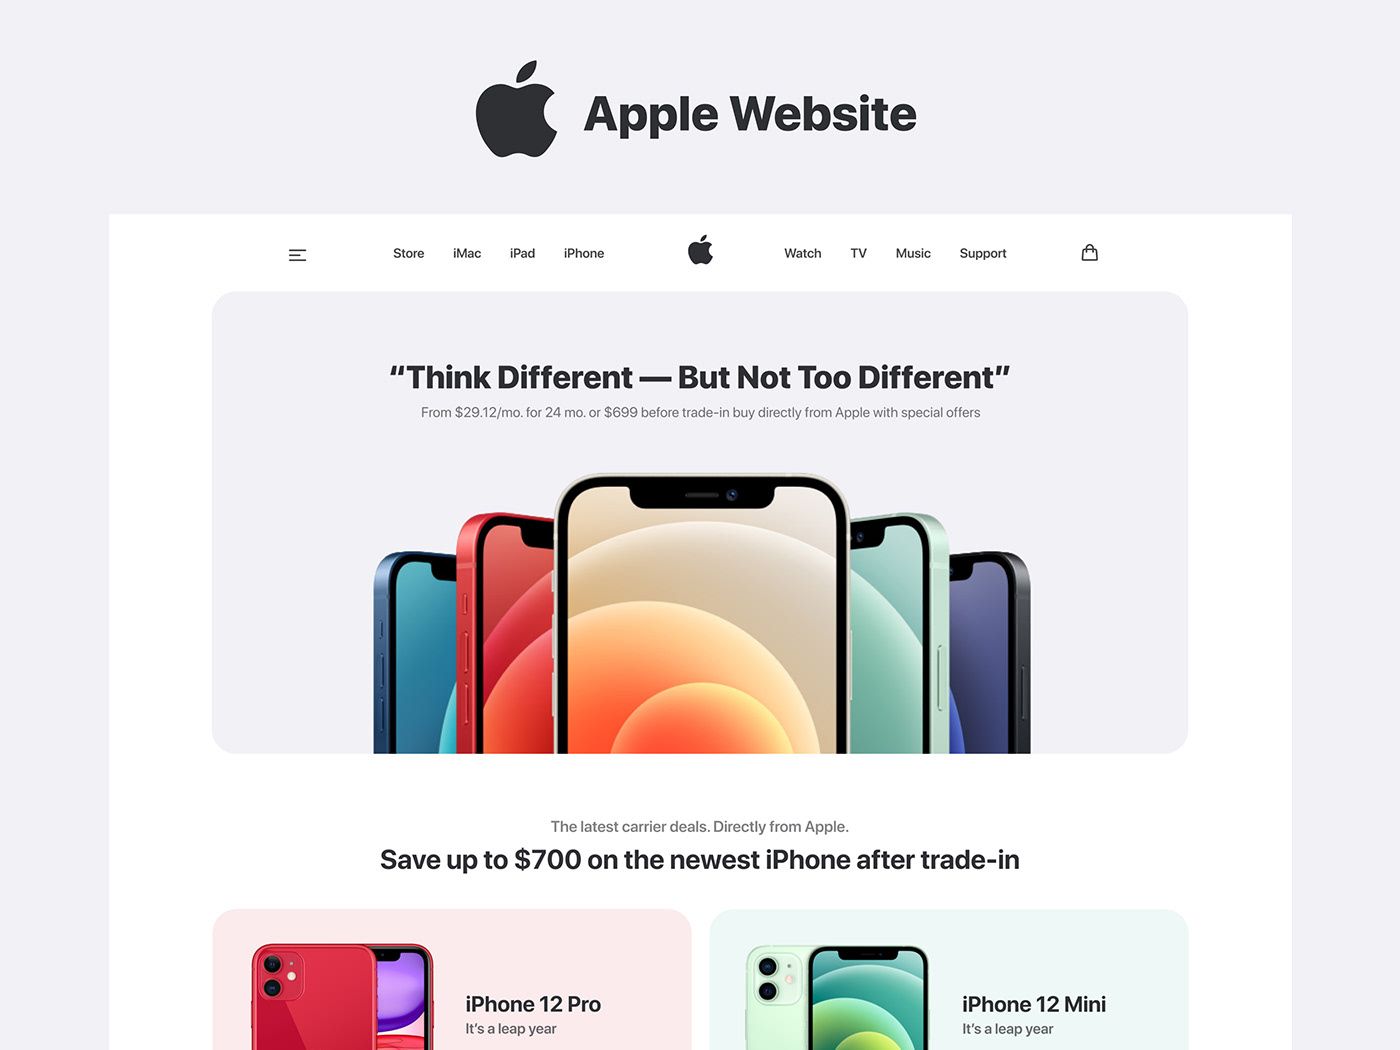 Apple Website
Store iMac iPad iPhone Watch TV Music Support
“Think Different — But Not Too Different”
From $29.12/mo. for 24 mo. or $699 before trade-in buy directly from Apple with special offers
The latest carrier deals. Directly from Apple.
Save up to $700 on the newest iPhone after trade-in
iPhone 12 Pro
It’s a leap year
iPhone 12 Mini
It’s a leap year